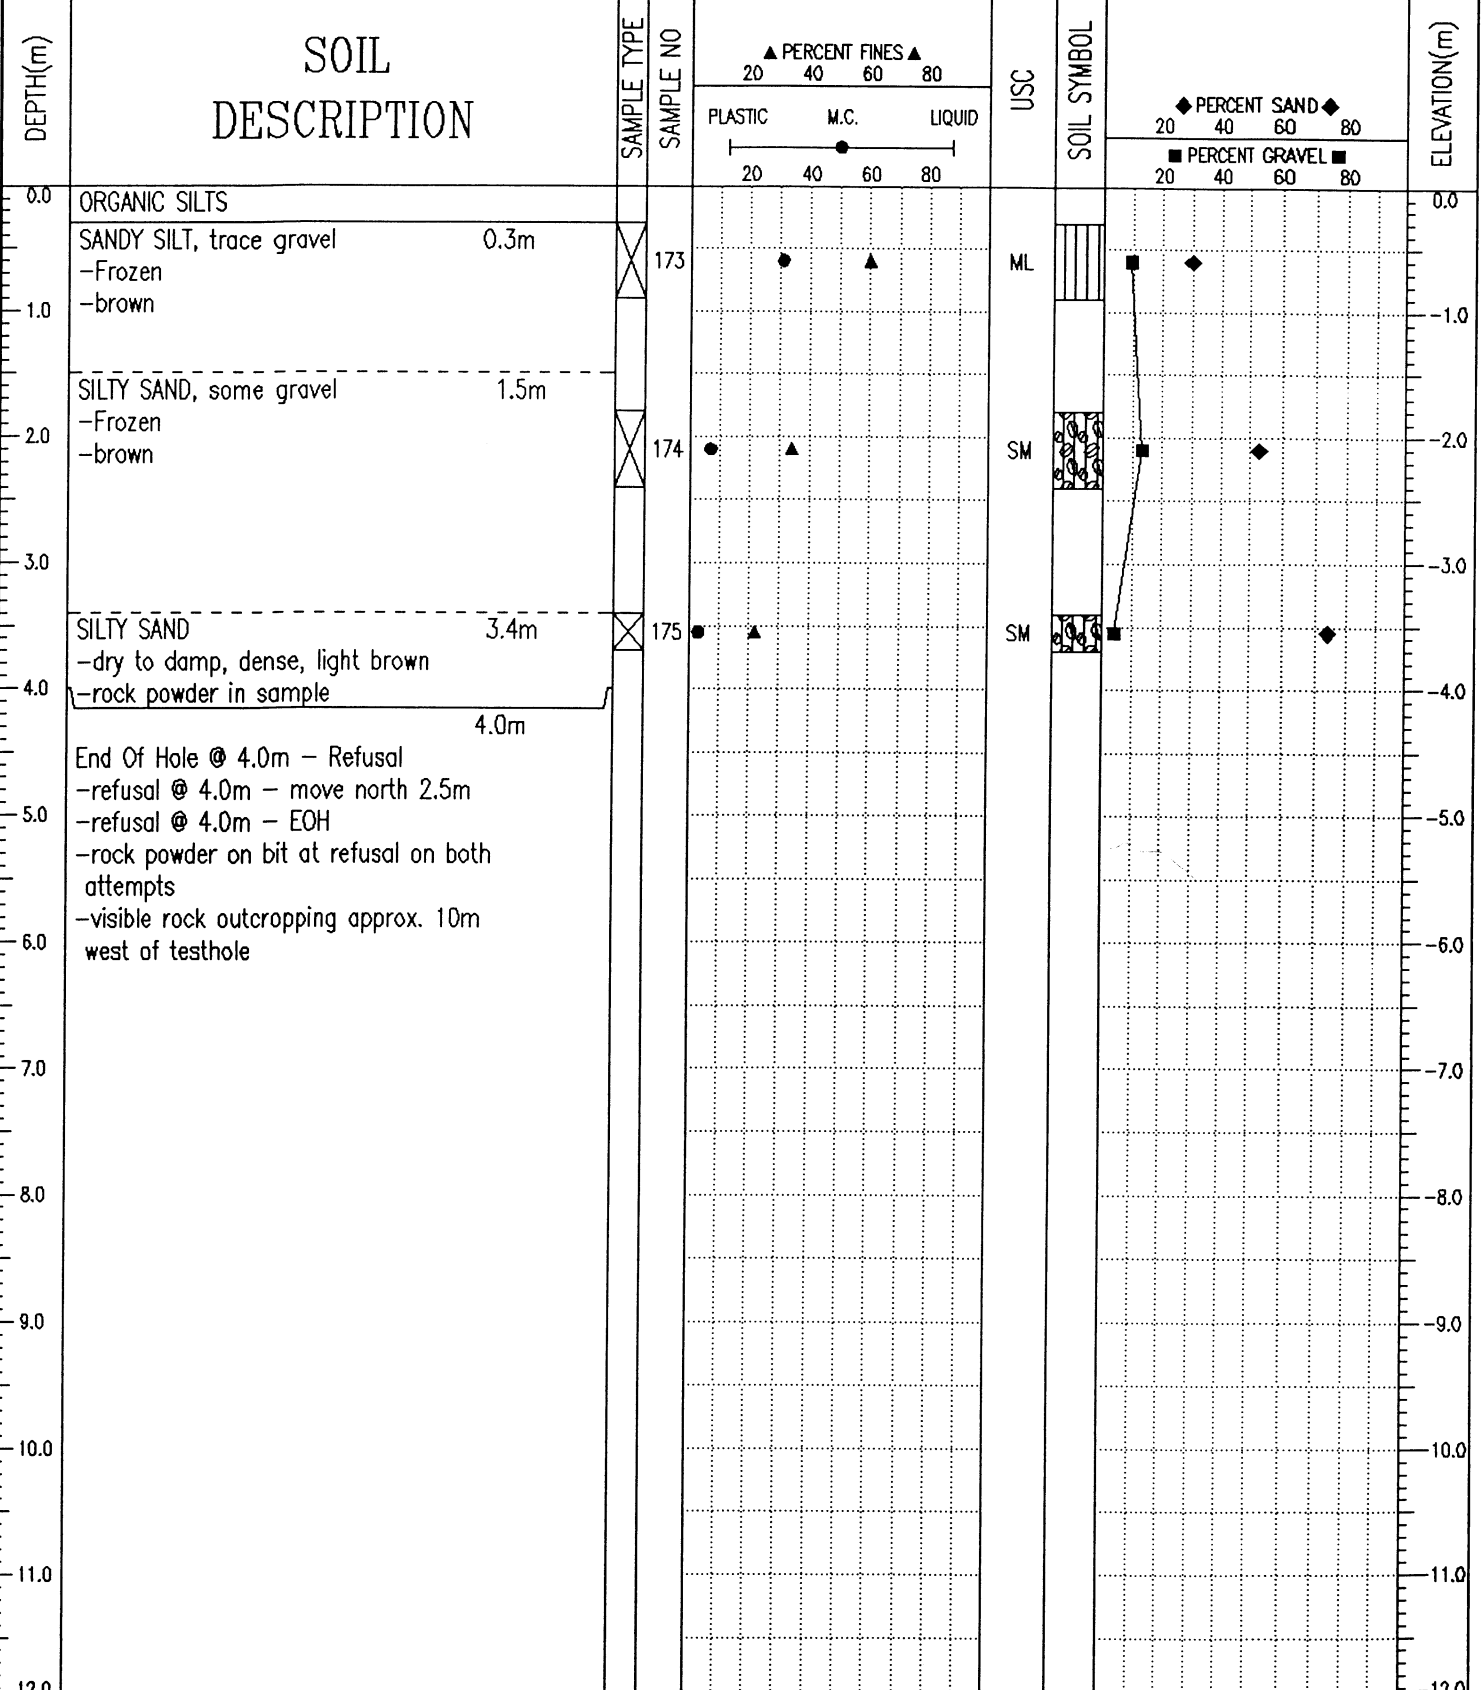 DEPTH(m)
SOIL
DESCRIPTION
SAMPLE TYPE
SAMPLE NO
▲ PERCENT FINES ▲
20 40 60 80
PLASTIC M.C. LIQUID
20 40 60 80
USC
SOIL SYMBOL
◆ PERCENT SAND ◆
20 40 60 80
■ PERCENT GRAVEL ■
20 40 60 80
ELEVATION(m)
0.0
ORGANIC SILTS
0.0
SANDY SILT, trace gravel 0.3m
173
ML
-Frozen
-brown
1.0
-1.0
SILTY SAND, some gravel 1.5m
-Frozen
2.0
-2.0
-brown
174
SM
3.0
-3.0
SILTY SAND 3.4m
175
SM
-dry to damp, dense, light brown
4.0
-rock powder in sample
-4.0
4.0m
End Of Hole @ 4.0m - Refusal
-refusal @ 4.0m - move north 2.5m
5.0
-refusal @ 4.0m - EOH
-5.0
-rock powder on bit at refusal on both
attempts
-visible rock outcropping approx. 10m
6.0
west of testhole
-6.0
7.0
-7.0
8.0
-8.0
9.0
-9.0
10.0
-10.0
11.0
-11.0
12.0
-12.0